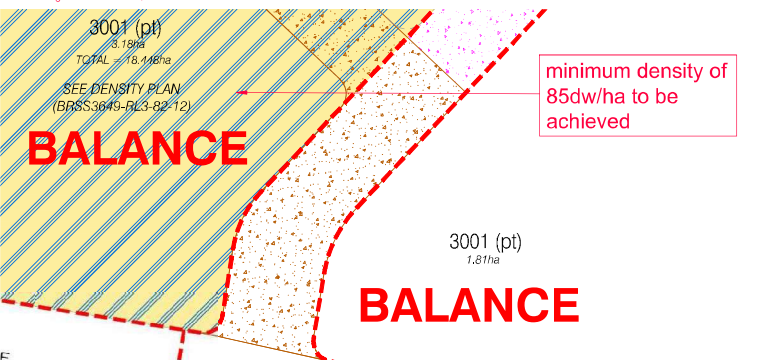 3001 (pt)
3.18ha
TOTAL = 18.448ha
SEE DENSITY PLAN
(BRSS3649-RL3-82-12)
BALANCE
minimum density of
85dw/ha to be
achieved
3001 (pt)
1.81ha
BALANCE